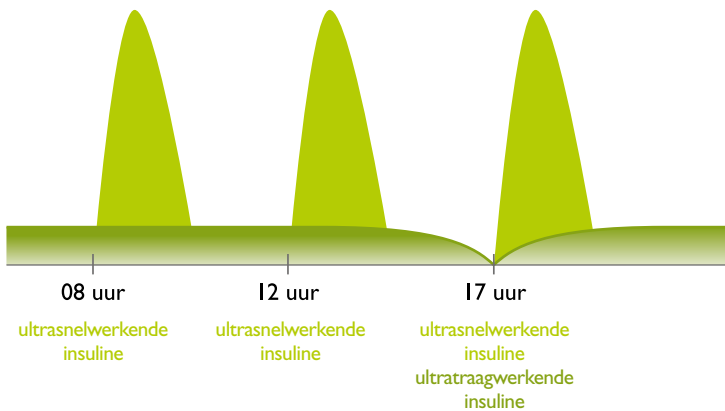 08 uur
12 uur
17 uur
ultrasnelwerkende
insuline
ultrasnelwerkende
insuline
ultrasnelwerkende
insuline
ultratraagwerkende
insuline